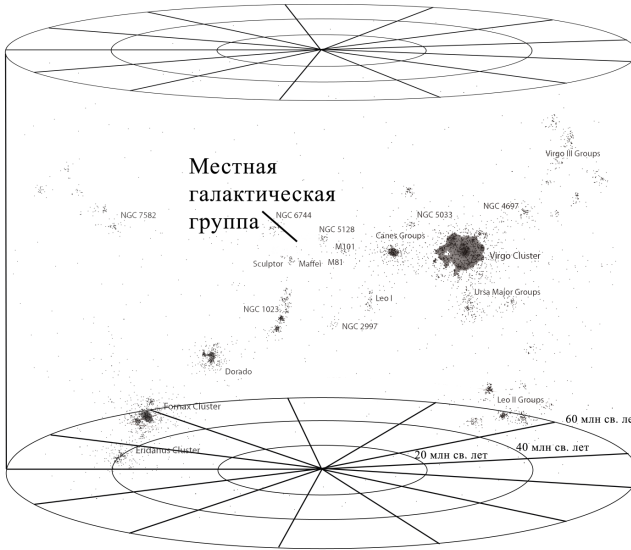 Virgo III Groups
Местная
галактическая
группа
NGC 7582
NGC 6744
NGC 5033
NGC 4697
NGC 5128
Canes Groups
M101
Virgo Cluster
Sculptor
Maffei
M81
Leo I
Ursa Major Groups
NGC 1023
NGC 2997
Dorado
Fornax Cluster
Leo II Groups
60 млн св. ле
Eridanus Cluster
20 млн св. лет
40 млн св. лет